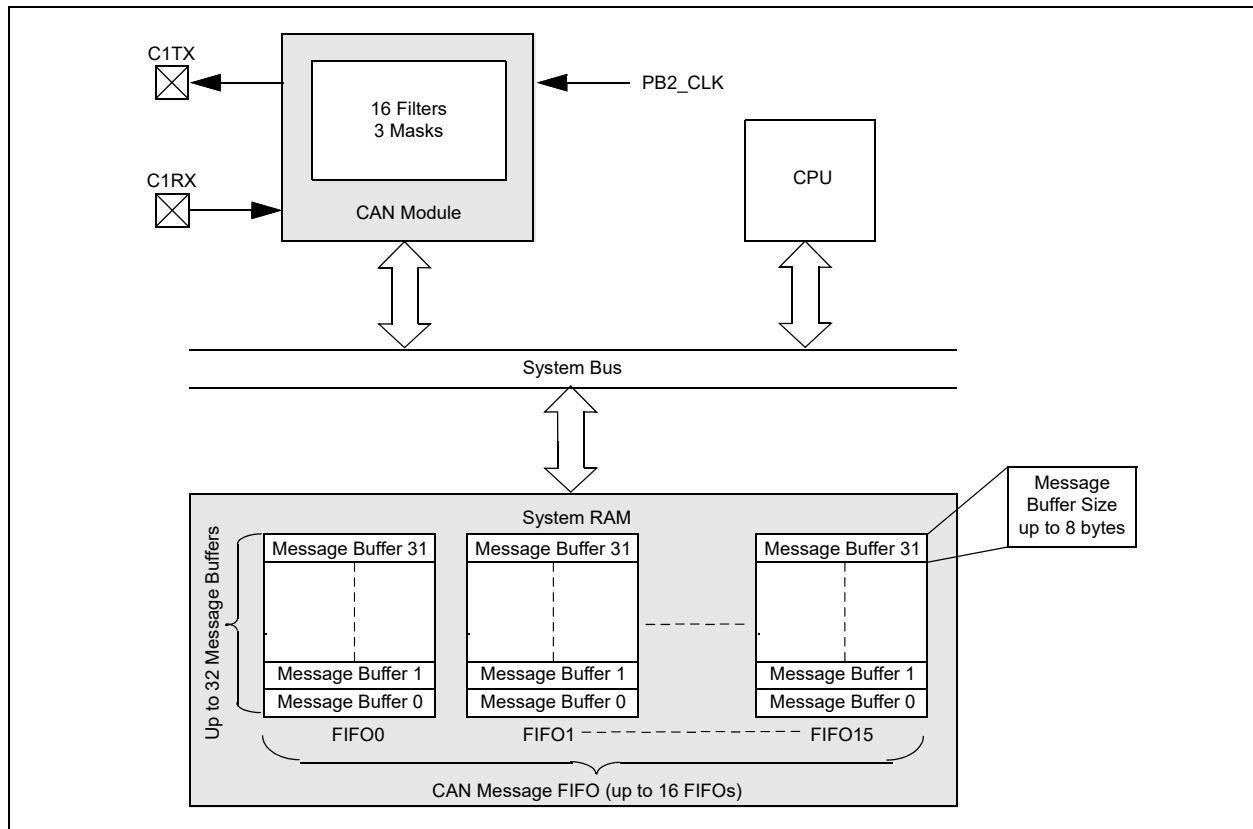 C1TX
PB2_CLK
16 Filters
3 Masks
C1RX
CAN Module
CPU
System Bus
Message
Buffer Size
up to 8 bytes
System RAM
Up to 32 Message Buffers
Message Buffer 31
Message Buffer 31
Message Buffer 31
Message Buffer 1
Message Buffer 1
Message Buffer 1
Message Buffer 0
Message Buffer 0
Message Buffer 0
FIFO0
FIFO1
FIFO15
CAN Message FIFO (up to 16 FIFOs)